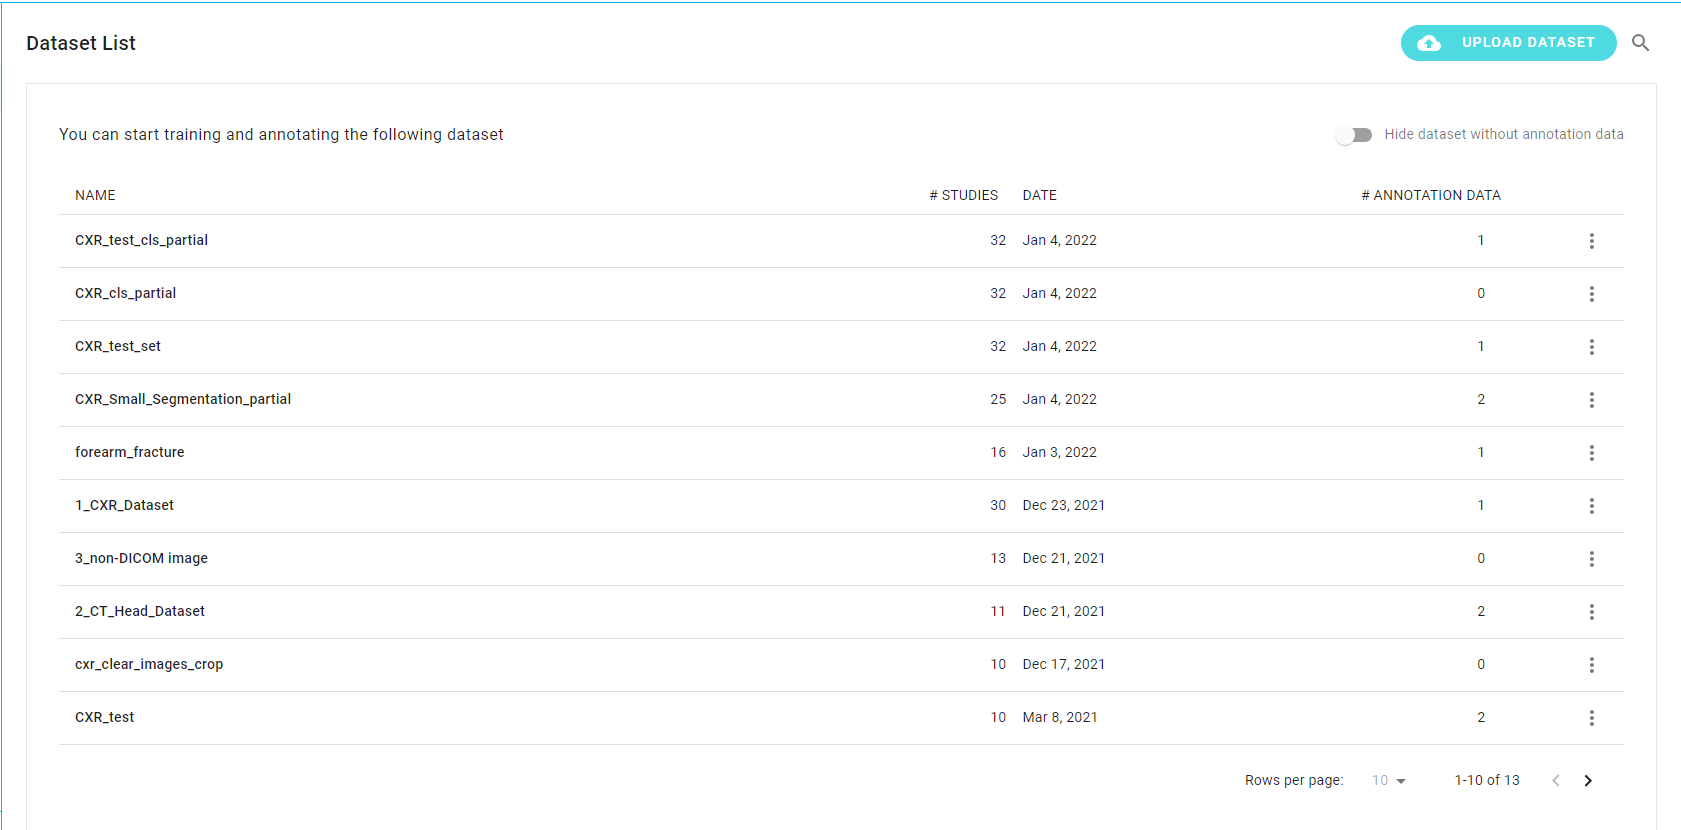 Dataset List
UPLOAD DATASET
You can start training and annotating the following dataset
Hide dataset without annotation data
NAME # STUDIES DATE # ANNOTATION DATA
CXR_test_cls_partial 32 Jan 4, 2022 1
CXR_cls_partial 32 Jan 4, 2022 0
CXR_test_set 32 Jan 4, 2022 1
CXR_Small_Segmentation_partial 25 Jan 4, 2022 2
forearm_fracture 16 Jan 3, 2022 1
1_CXR_Dataset 30 Dec 23, 2021 1
3_non-DICOM image 13 Dec 21, 2021 0
2_CT_Head_Dataset 11 Dec 21, 2021 2
cxr_clear_images_crop 10 Dec 17, 2021 0
CXR_test 10 Mar 8, 2021 2
Rows per page: 10 1-10 of 13